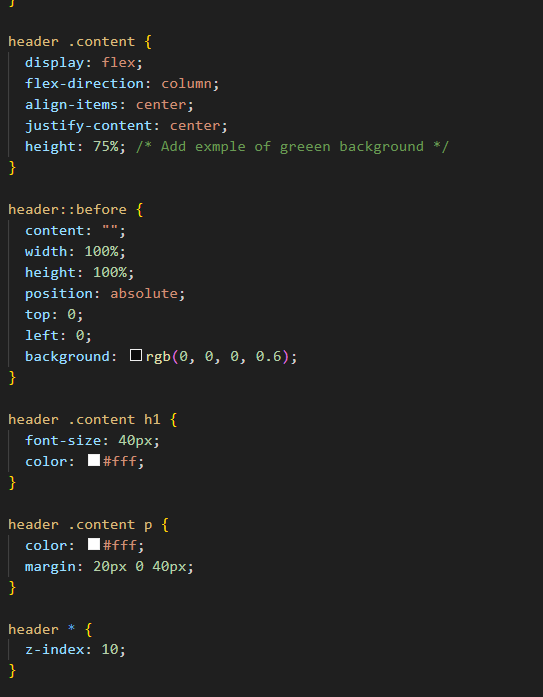 }
header .content {
display: flex;
flex-direction: column;
align-items: center;
justify-content: center;
height: 75%; /* Add exmple of greeen background */
}
header::before {
content: "";
width: 100%;
height: 100%;
position: absolute;
top: 0;
left: 0;
background: rgb(0, 0, 0, 0.6);
}
header .content h1 {
font-size: 40px;
color: #fff;
}
header .content p {
color: #fff;
margin: 20px 0 40px;
}
header * {
z-index: 10;
}